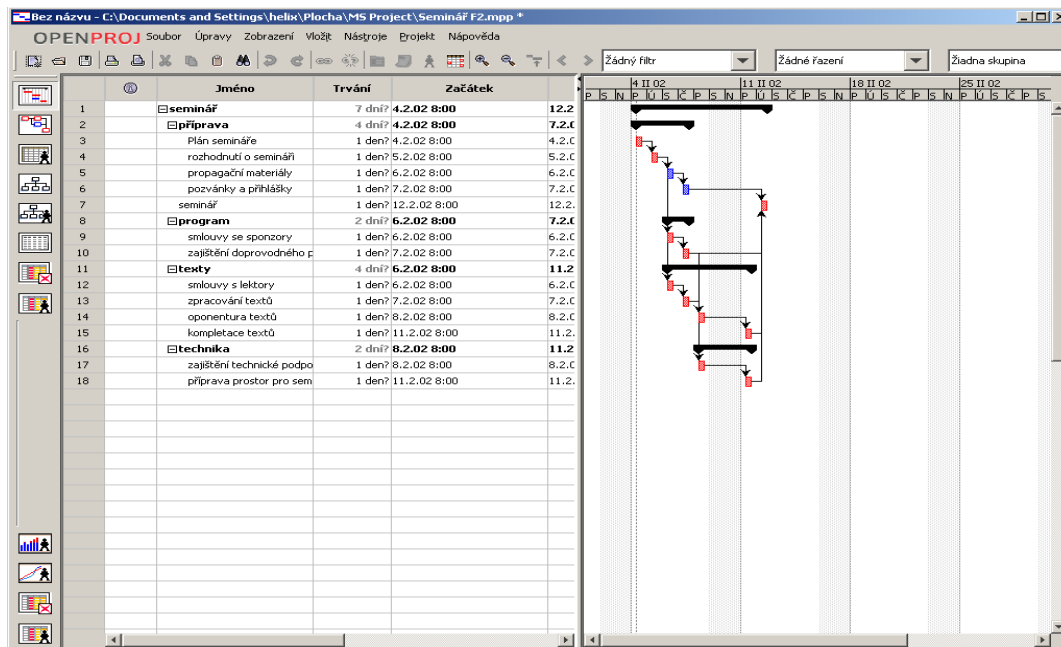 Bez názvu - C:\Documents and Settings\helix\Plocha\MS Project\Seminář F2.mpp *
OPENPROJ Soubor Úpravy Zobrazení Vložit Nástroje Projekt Nápověda
Žádný filtr Žádné řazení Žiadna skupina
Jméno Trvání Začátek
4 II 02 11 II 02 18 II 02 25 II 02
P S N P Ú S Č P S N P Ú S Č P S N P Ú S Č P S N P Ú S Č P S
1 seminář 7 dní? 4.2.02 8:00 12.2
2 příprava 4 dní? 4.2.02 8:00 7.2.0
3 Plán semináře 1 den? 4.2.02 8:00 4.2.0
4 rozhodnutí o semináři 1 den? 5.2.02 8:00 5.2.0
5 propagační materiály 1 den? 6.2.02 8:00 6.2.0
6 pozvánky a přihlášky 1 den? 7.2.02 8:00 7.2.0
7 seminář 1 den? 12.2.02 8:00 12.2.
8 program 2 dní? 6.2.02 8:00 7.2.0
9 smlouvy se sponzory 1 den? 6.2.02 8:00 6.2.0
10 zajištění doprovodného p 1 den? 7.2.02 8:00 7.2.0
11 texty 4 dní? 6.2.02 8:00 11.2
12 smlouvy s lektory 1 den? 6.2.02 8:00 6.2.0
13 zpracování textů 1 den? 7.2.02 8:00 7.2.0
14 oponentura textů 1 den? 8.2.02 8:00 8.2.0
15 kompletace textů 1 den? 11.2.02 8:00 11.2.
16 technika 2 dní? 8.2.02 8:00 11.2
17 zajištění technické podpo 1 den? 8.2.02 8:00 8.2.0
18 příprava prostor pro sem 1 den? 11.2.02 8:00 11.2.